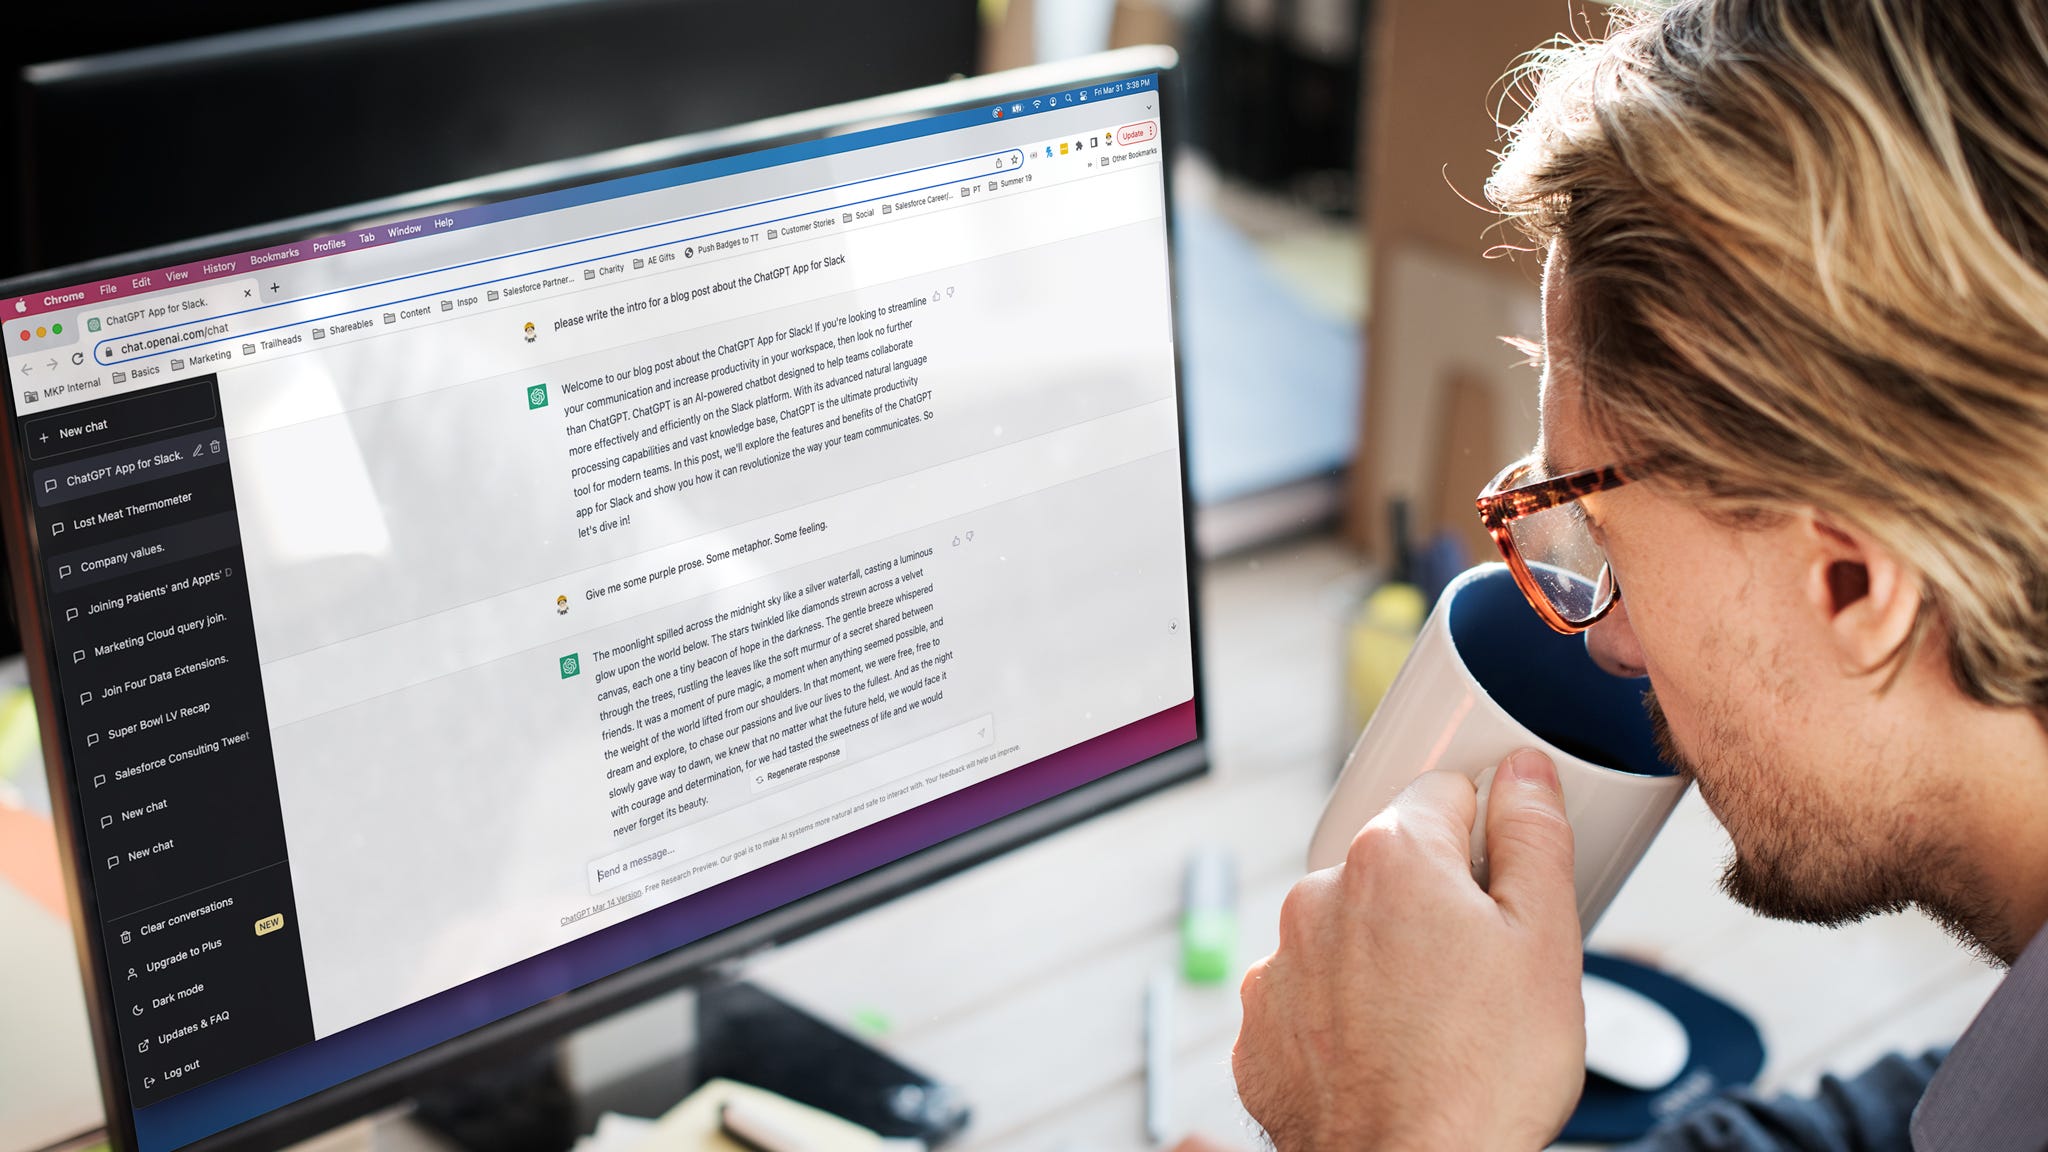 Chrome File Edit View History Bookmarks Profiles Tab Window Help
Fri Mar 31 3:38 PM
ChatGPT App for Slack.
chat.openai.com/chat
Update
MKP Internal Basics Marketing Trailheads Shareables Content Inspo Salesforce Partner... Charity AE Gifts Push Badges to TT Customer Stories Social Salesforce Career/... PT Summer 19
» Other Bookmarks
+ New chat
ChatGPT App for Slack.
Lost Meat Thermometer
Company values.
Joining Patients' and Appts' D
Marketing Cloud query join.
Join Four Data Extensions.
Super Bowl LV Recap
Salesforce Consulting Tweet
New chat
New chat
Clear conversations
Upgrade to Plus NEW
Dark mode
Updates & FAQ
Log out
please write the intro for a blog post about the ChatGPT App for Slack
Welcome to our blog post about the ChatGPT App for Slack! If you're looking to streamline
your communication and increase productivity in your workspace, then look no further
than ChatGPT. ChatGPT is an AI-powered chatbot designed to help teams collaborate
more effectively and efficiently on the Slack platform. With its advanced natural language
processing capabilities and vast knowledge base, ChatGPT is the ultimate productivity
tool for modern teams. In this post, we'll explore the features and benefits of the ChatGPT
app for Slack and show you how it can revolutionize the way your team communicates. So
let's dive in!
Give me some purple prose. Some metaphor. Some feeling.
The moonlight spilled across the midnight sky like a silver waterfall, casting a luminous
glow upon the world below. The stars twinkled like diamonds strewn across a velvet
canvas, each one a tiny beacon of hope in the darkness. The gentle breeze whispered
through the trees, rustling the leaves like the soft murmur of a secret shared between
friends. It was a moment of pure magic, a moment when anything seemed possible, and
the weight of the world lifted from our shoulders. In that moment, we were free, free to
dream and explore, to chase our passions and live our lives to the fullest. And as the night
slowly gave way to dawn, we knew that no matter what the future held, we would face it
with courage and determination, for we had tasted the sweetness of life and we would
never forget its beauty.
Regenerate response
Send a message...
ChatGPT Mar 14 Version. Free Research Preview. Our goal is to make AI systems more natural and safe to interact with. Your feedback will help us improve.